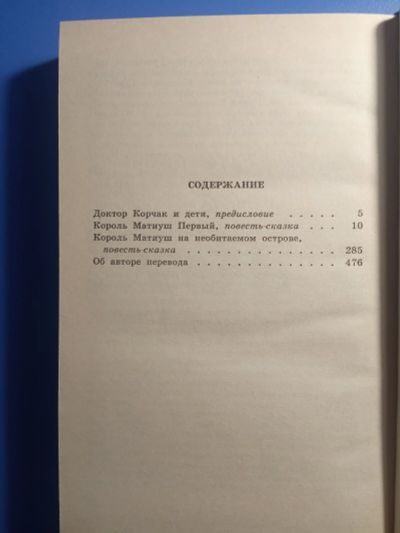 СОДЕРЖАНИЕ
Доктор Корчак и дети, предисловие . . . . . 5
Король Матиуш Первый, повесть-сказка . . . 10
Король Матиуш на необитаемом острове,
повесть-сказка . . . . . . . . . . . . . 285
Об авторе перевода . . . . . . . . . . . . 476